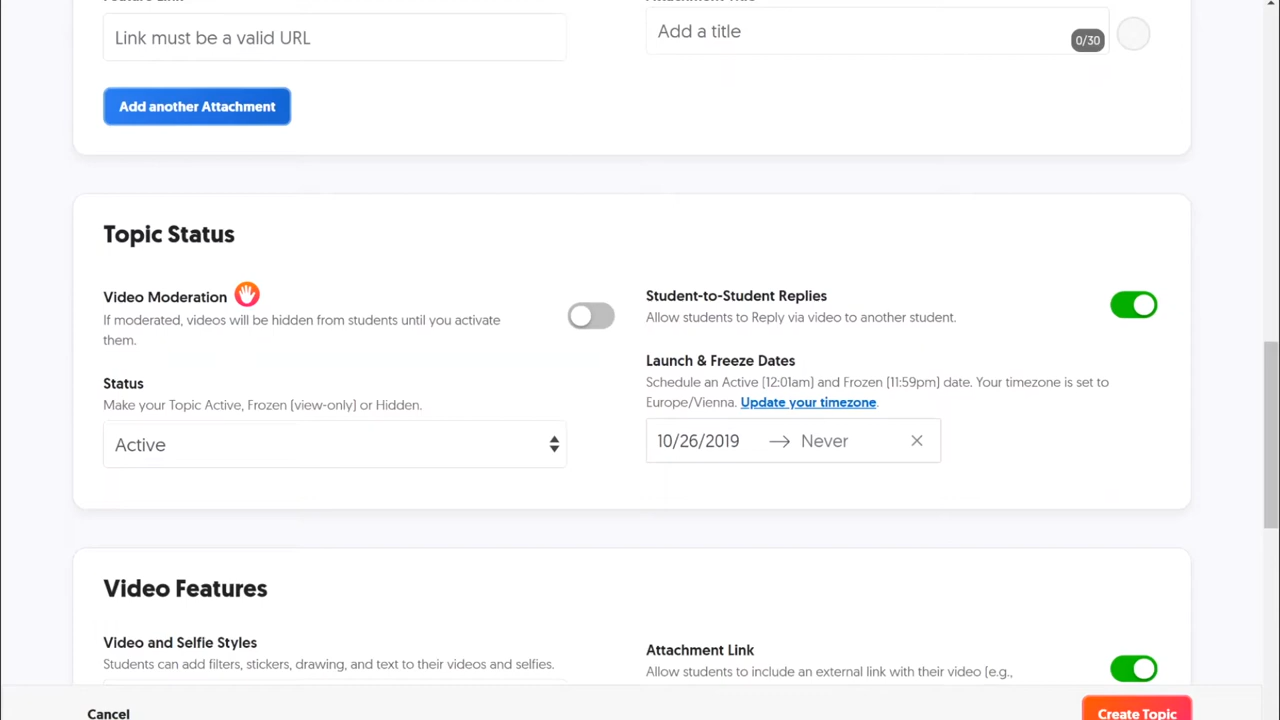 Link must be a valid URL
Add a title
0/30
Add another Attachment
Topic Status
Video Moderation
If moderated, videos will be hidden from students until you activate
them.
Student-to-Student Replies
Allow students to Reply via video to another student.
Status
Make your Topic Active, Frozen (view-only) or Hidden.
Active
Launch & Freeze Dates
Schedule an Active (12:01am) and Frozen (11:59pm) date. Your timezone is set to
Europe/Vienna. Update your timezone.
10/26/2019 → Never ×
Video Features
Video and Selfie Styles
Students can add filters, stickers, drawing, and text to their videos and selfies.
Attachment Link
Allow students to include an external link with their video (e.g.,
Cancel
Create Topic